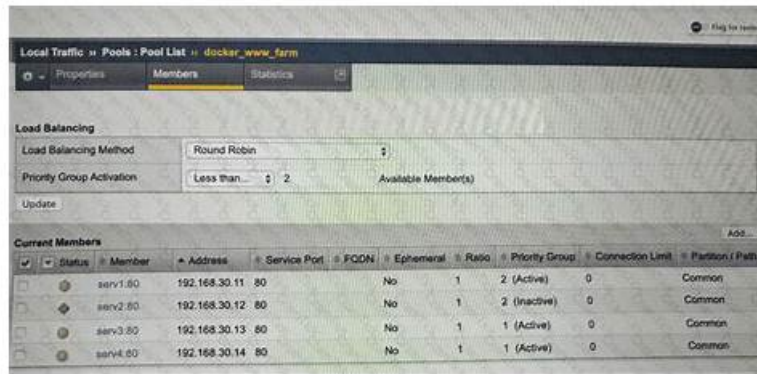 Local Traffic » Pools : Pool List » docker_www_farm
Properties Members Statistics
Load Balancing
Load Balancing Method Round Robin
Priority Group Activation Less than... 2 Available Member(s)
Update
Add...
Current Members
Status Member Address Service Port FQDN Ephemeral Ratio Priority Group Connection Limit Partition / Path
serv1:80 192.168.30.11 80 No 1 2 (Active) 0 Common
serv2:80 192.168.30.12 80 No 1 2 (Inactive) 0 Common
serv3:80 192.168.30.13 80 No 1 1 (Active) 0 Common
serv4:80 192.168.30.14 80 No 1 1 (Active) 0 Common